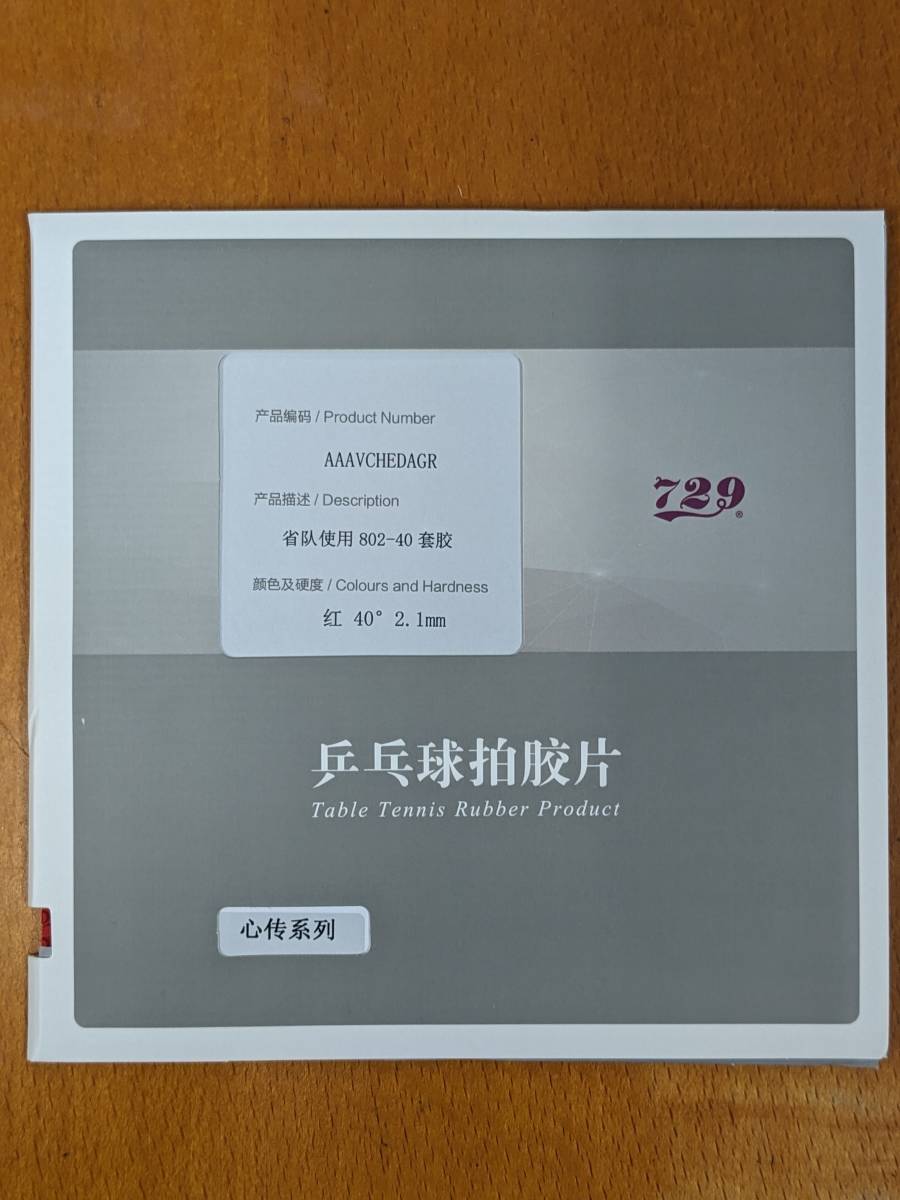 产品编码 / Product Number
AAAVCHEDAGR
产品描述 / Description
省队使用 802-40 套胶
颜色及硬度 / Colours and Hardness
红 40° 2.1mm
729®
乒乓球拍胶片
Table Tennis Rubber Product
心传系列